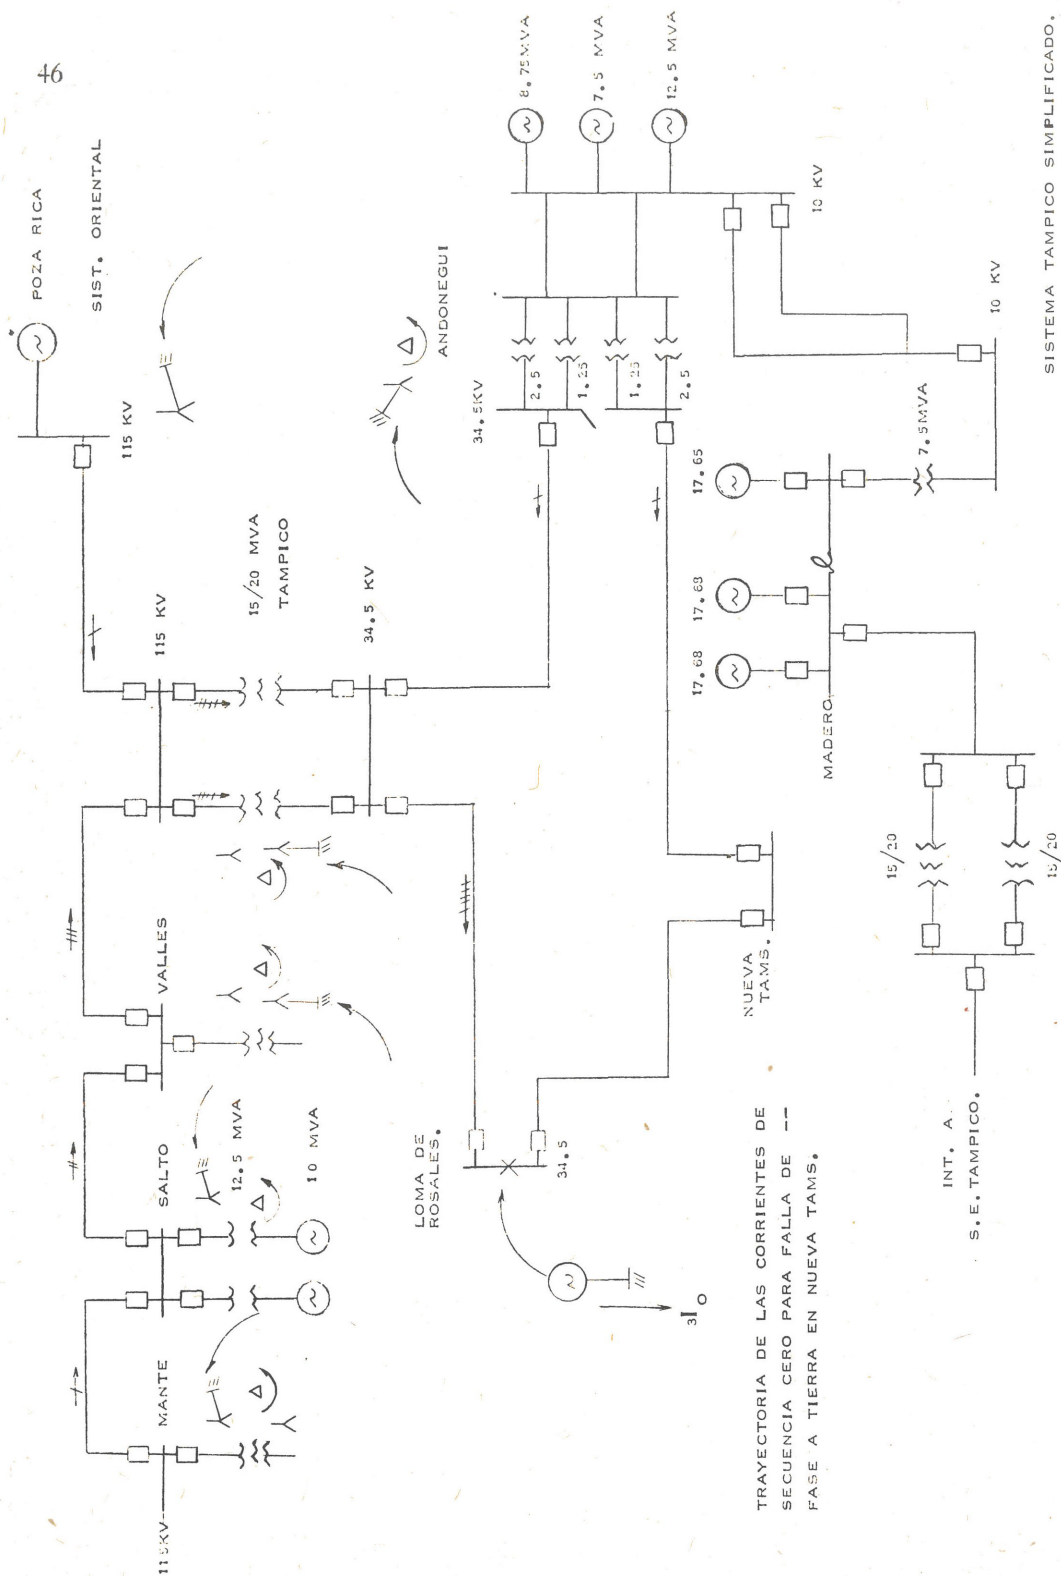 46
POZA RICA
SIST. ORIENTAL
115 KV
115 KV
15/20 MVA
TAMPICO
34.5 KV
VALLES
SALTO
12.5 MVA
10 MVA
MANTE
115KV
ANDONEGUI
34.5KV
2.5
1.25
1.25
2.5
8.75MVA
7.5 MVA
12.5 MVA
10 KV
10 KV
7.5MVA
17.65
17.68
17.68
MADERO
15/20
15/20
NUEVA
TAMS.
LOMA DE
ROSALES.
34.5
3I0
INT. A
S.E. TAMPICO.
TRAYECTORIA DE LAS CORRIENTES DE
SECUENCIA CERO PARA FALLA DE --
FASE A TIERRA EN NUEVA TAMS.
SISTEMA TAMPICO SIMPLIFICADO.